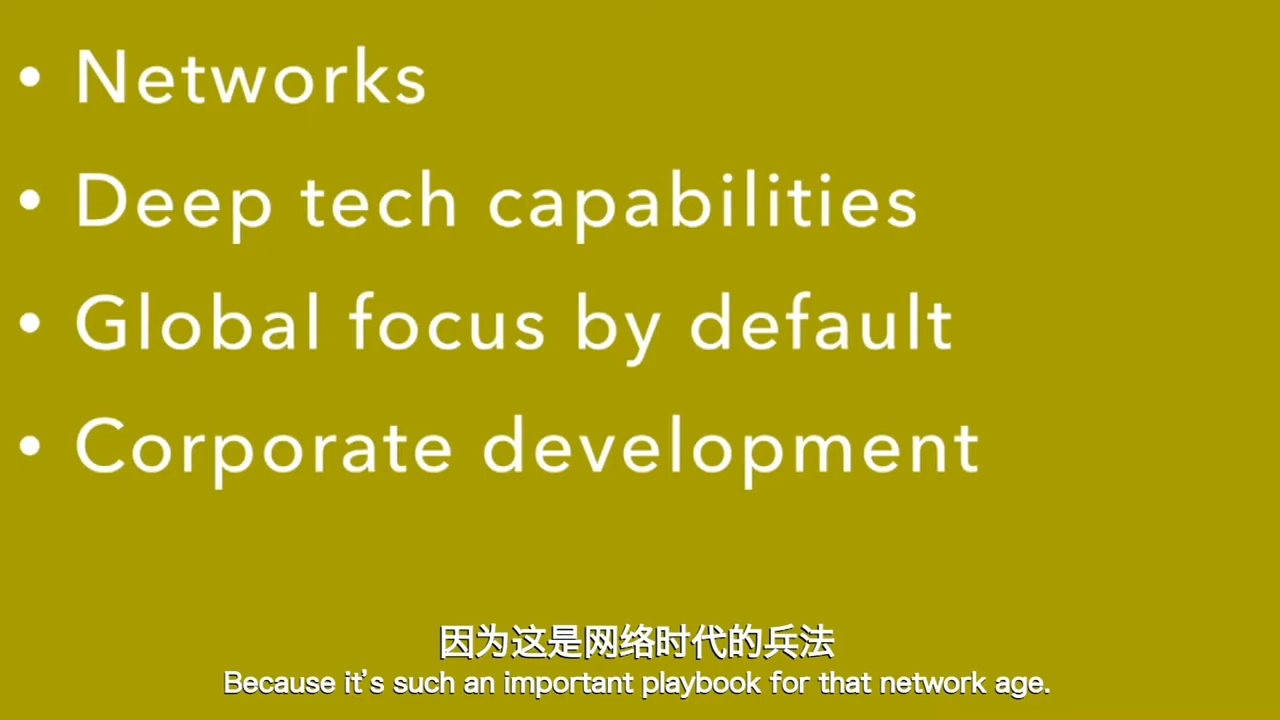 • Networks
• Deep tech capabilities
• Global focus by default
• Corporate development
因为这是网络时代的兵法
Because it's such an important playbook for that network age.